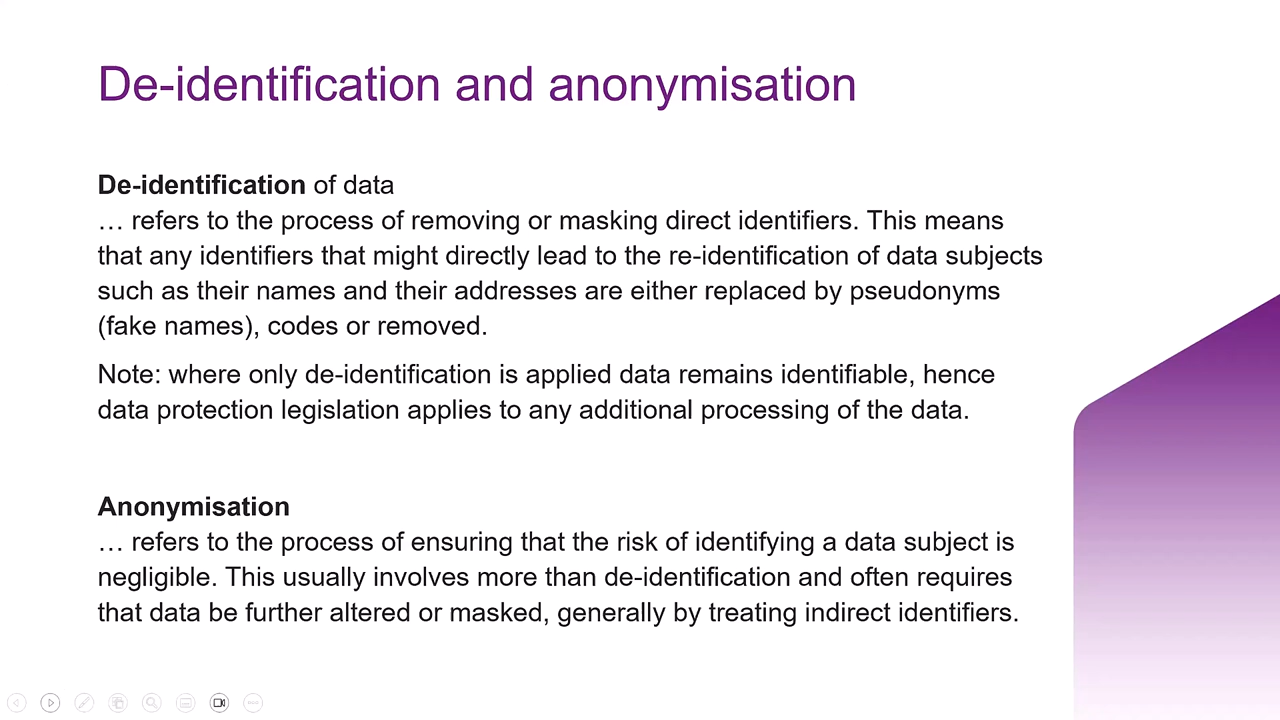 De-identification and anonymisation
De-identification of data
… refers to the process of removing or masking direct identifiers. This means
that any identifiers that might directly lead to the re-identification of data subjects
such as their names and their addresses are either replaced by pseudonyms
(fake names), codes or removed.
Note: where only de-identification is applied data remains identifiable, hence
data protection legislation applies to any additional processing of the data.
Anonymisation
… refers to the process of ensuring that the risk of identifying a data subject is
negligible. This usually involves more than de-identification and often requires
that data be further altered or masked, generally by treating indirect identifiers.